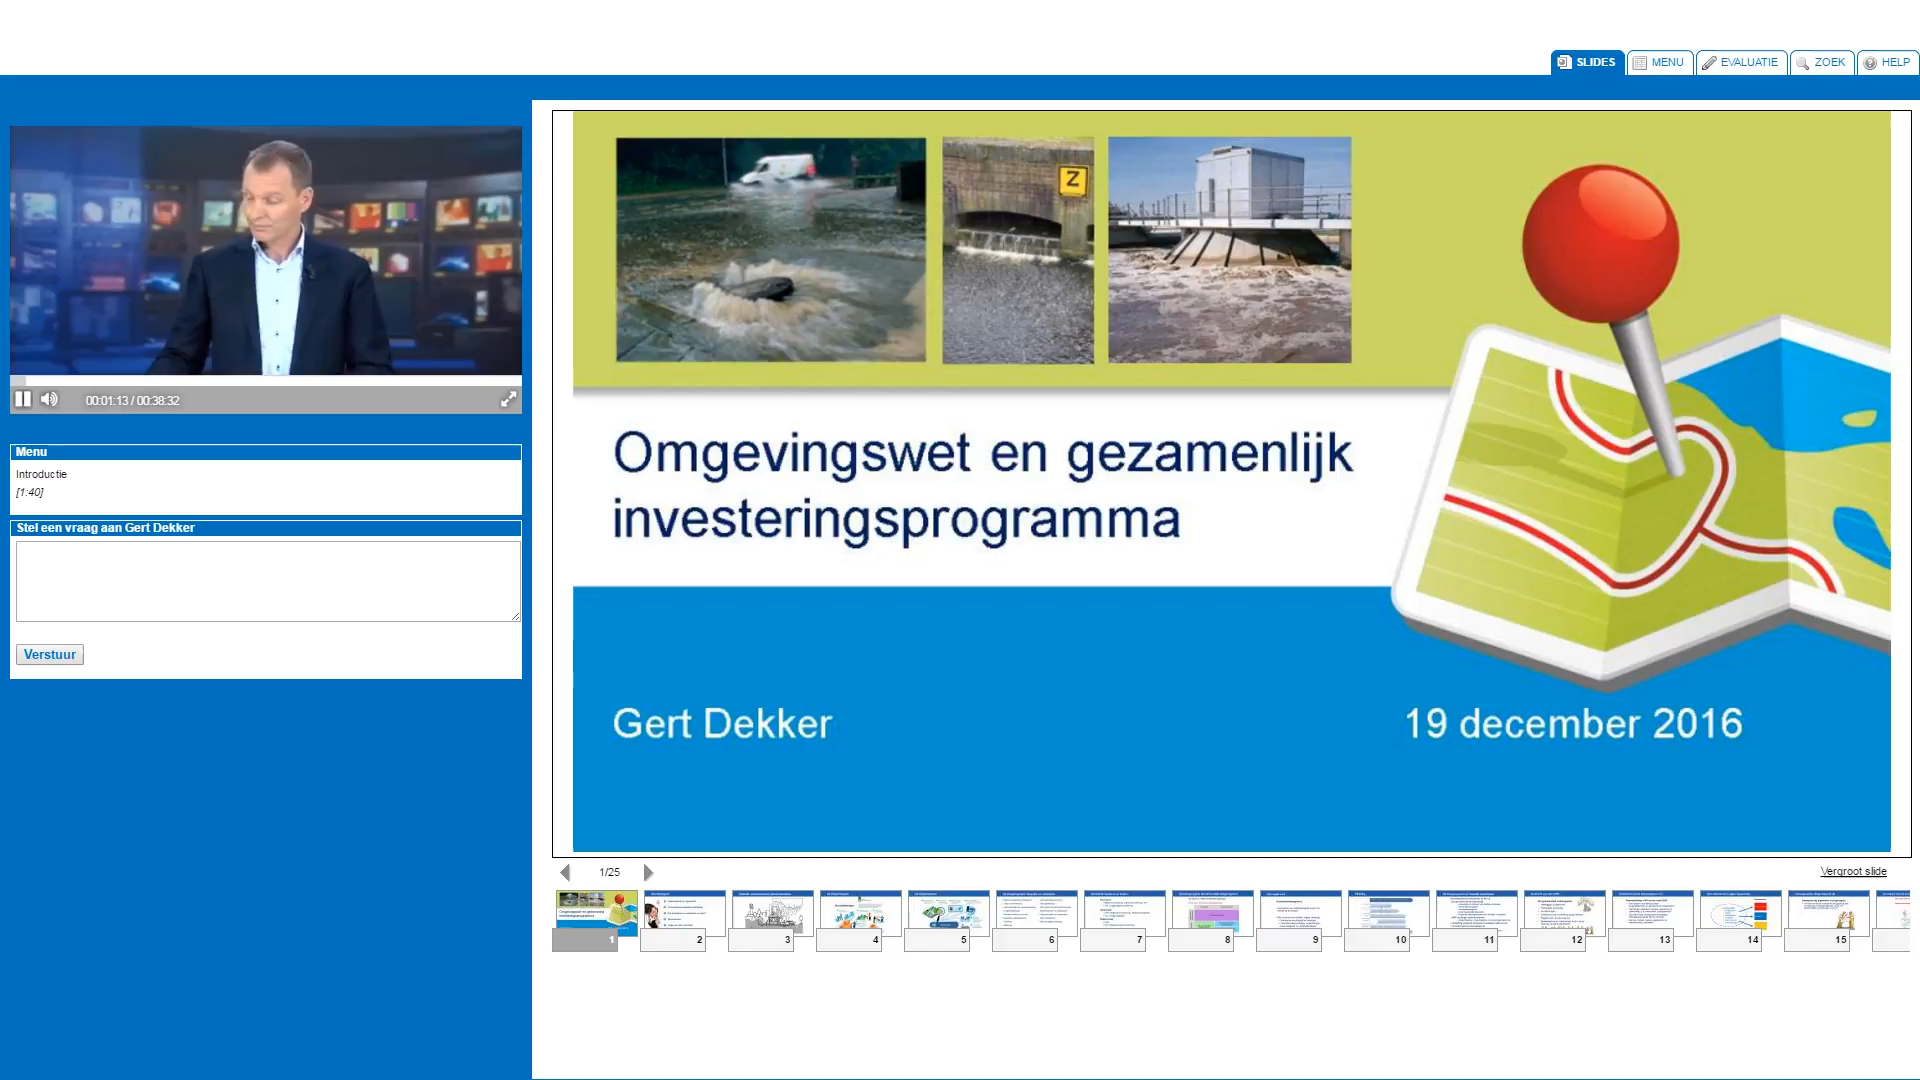 SLIDES
MENU
EVALUATIE
ZOEK
HELP
00:01:13 / 00:38:32
Menu
Introductie
[1:40]
Stel een vraag aan Gert Dekker
Verstuur
Z
Omgevingswet en gezamenlijk
investeringsprogramma
Gert Dekker
19 december 2016
1/25
Vergroot slide
1
2
3
4
5
6
7
8
9
10
11
12
13
14
15